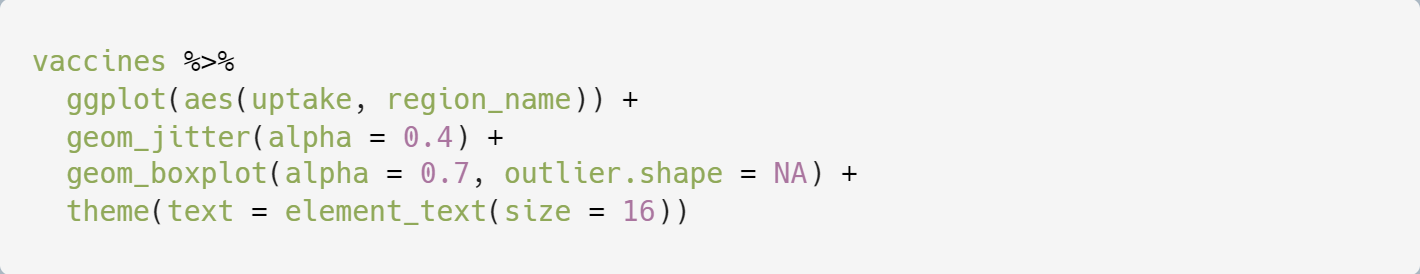 vaccines %>%
  ggplot(aes(uptake, region_name)) +
  geom_jitter(alpha = 0.4) +
  geom_boxplot(alpha = 0.7, outlier.shape = NA) +
  theme(text = element_text(size = 16))